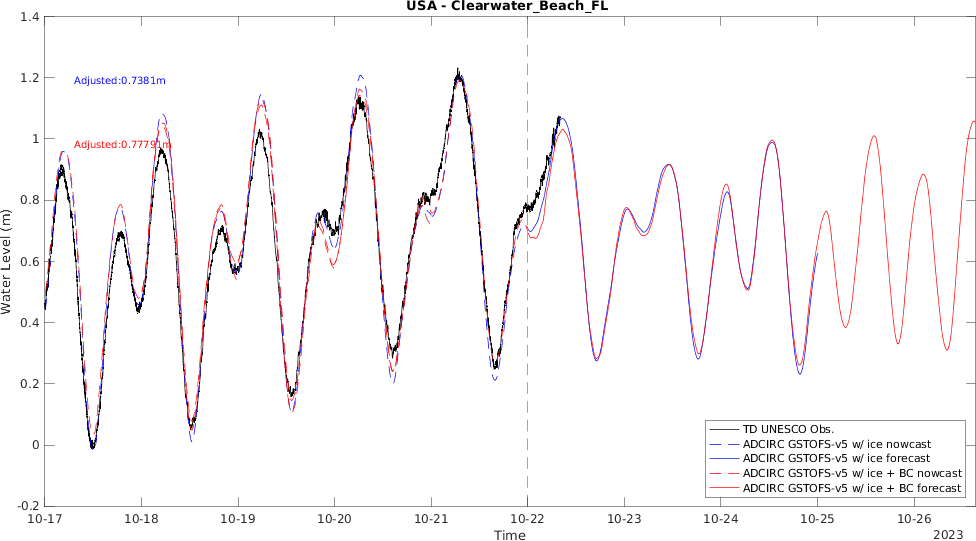 USA - Clearwater_Beach_FL
1.4
1.2
1
0.8
0.6
0.4
0.2
0
-0.2
Water Level (m)
Adjusted:0.7381m
Adjusted:0.7779m
TD UNESCO Obs.
ADCIRC GSTOFS-v5 w/ ice nowcast
ADCIRC GSTOFS-v5 w/ ice forecast
ADCIRC GSTOFS-v5 w/ ice + BC nowcast
ADCIRC GSTOFS-v5 w/ ice + BC forecast
10-17 10-18 10-19 10-20 10-21 10-22 10-23 10-24 10-25 10-26
Time
2023